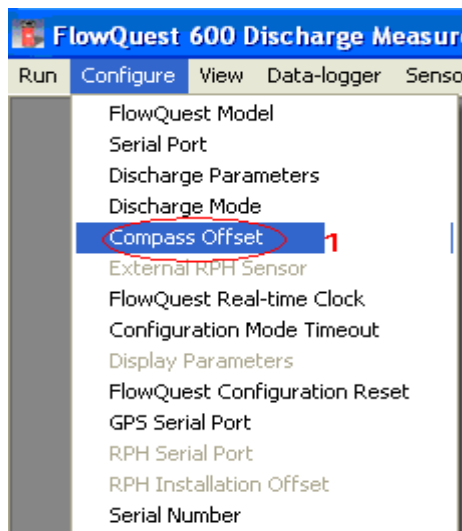 FlowQuest 600 Discharge Measur
Run Configure View Data-logger Senso
FlowQuest Model
Serial Port
Discharge Parameters
Discharge Mode
Compass Offset 1
External RPH Sensor
FlowQuest Real-time Clock
Configuration Mode Timeout
Display Parameters
FlowQuest Configuration Reset
GPS Serial Port
RPH Serial Port
RPH Installation Offset
Serial Number